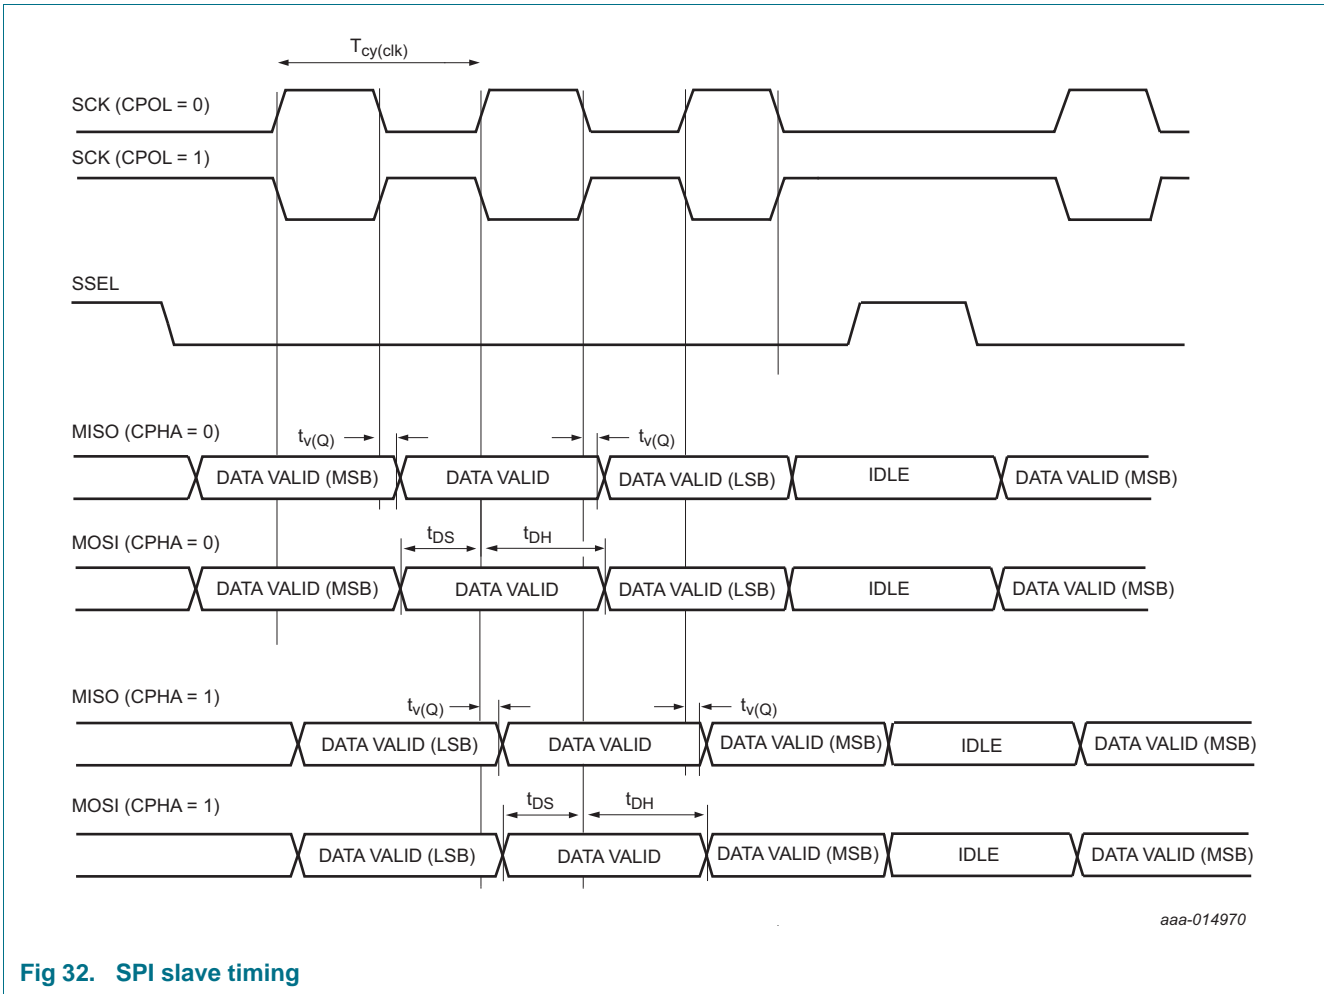 Tcy(clk)
SCK (CPOL = 0)
SCK (CPOL = 1)
SSEL
MISO (CPHA = 0)
tv(Q) tv(Q)
DATA VALID (MSB) DATA VALID DATA VALID (LSB) IDLE DATA VALID (MSB)
tDS tDH
MOSI (CPHA = 0)
DATA VALID (MSB) DATA VALID DATA VALID (LSB) IDLE DATA VALID (MSB)
MISO (CPHA = 1)
tv(Q) tv(Q)
DATA VALID (LSB) DATA VALID DATA VALID (MSB) IDLE DATA VALID (MSB)
tDS tDH
MOSI (CPHA = 1)
DATA VALID (LSB) DATA VALID DATA VALID (MSB) IDLE DATA VALID (MSB)
aaa-014970
Fig 32. SPI slave timing